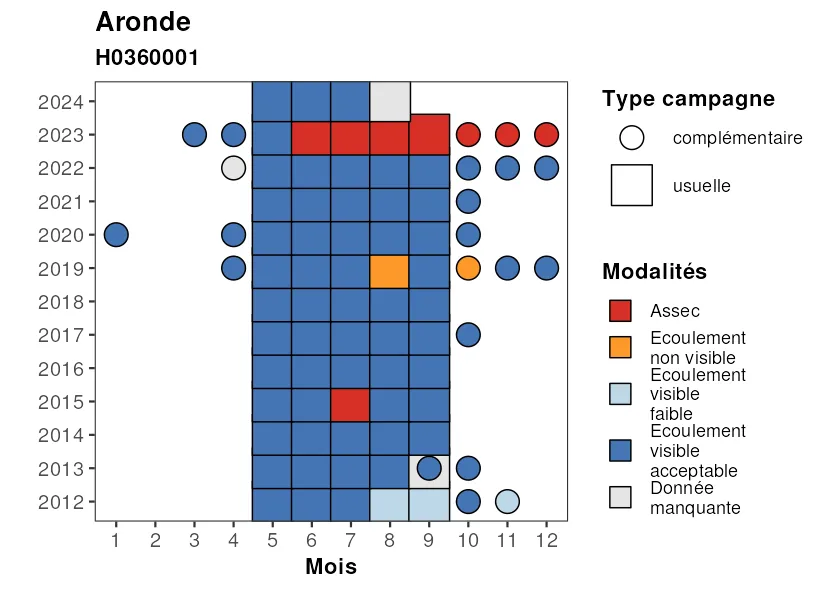 Aronde
H0360001
2024
2023
2022
2021
2020
2019
2018
2017
2016
2015
2014
2013
2012
1 2 3 4 5 6 7 8 9 10 11 12
Mois
Type campagne
complémentaire
usuelle
Modalités
Assec
Ecoulement
non visible
Ecoulement
visible
faible
Ecoulement
visible
acceptable
Donnée
manquante